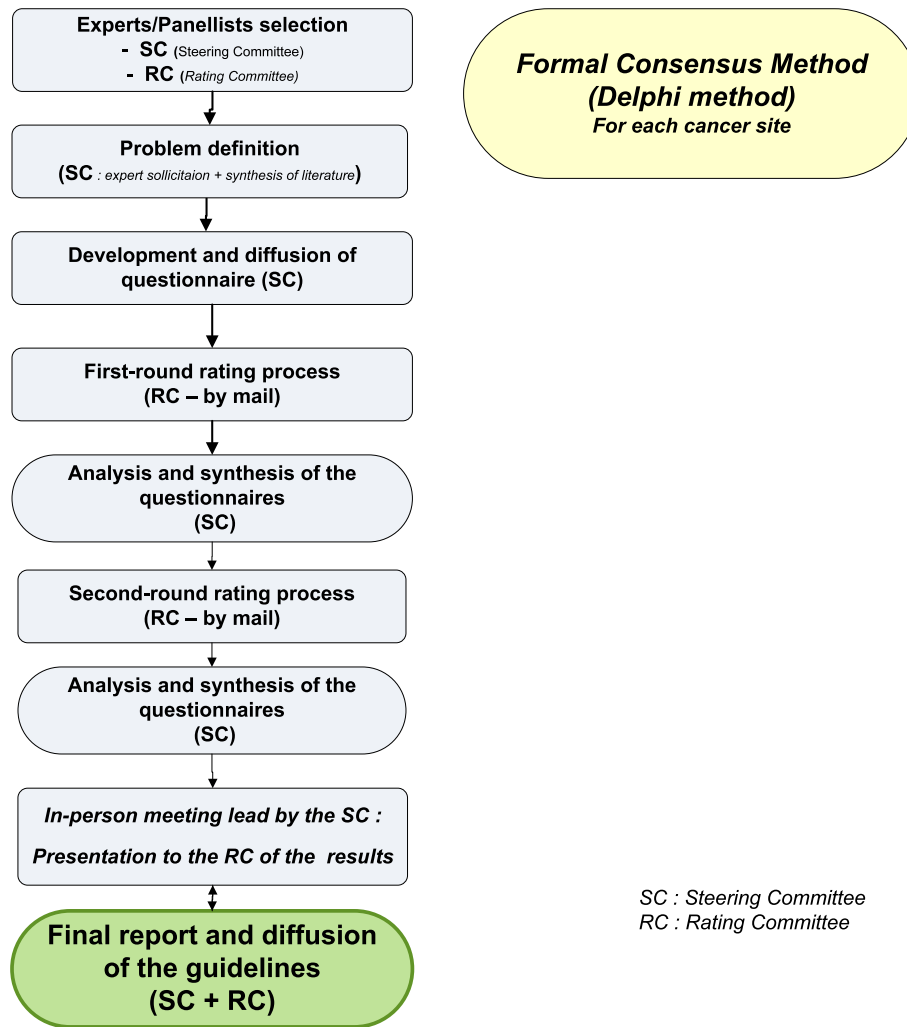 Experts/Panellists selection
- SC (Steering Committee)
- RC (Rating Committee)
Formal Consensus Method
(Delphi method)
For each cancer site
Problem definition
(SC : expert sollicitaion + synthesis of literature)
Development and diffusion of
questionnaire (SC)
First-round rating process
(RC – by mail)
Analysis and synthesis of the
questionnaires
(SC)
Second-round rating process
(RC – by mail)
Analysis and synthesis of the
questionnaires
(SC)
In-person meeting lead by the SC :
Presentation to the RC of the results
Final report and diffusion
of the guidelines
(SC + RC)
SC : Steering Committee
RC : Rating Committee